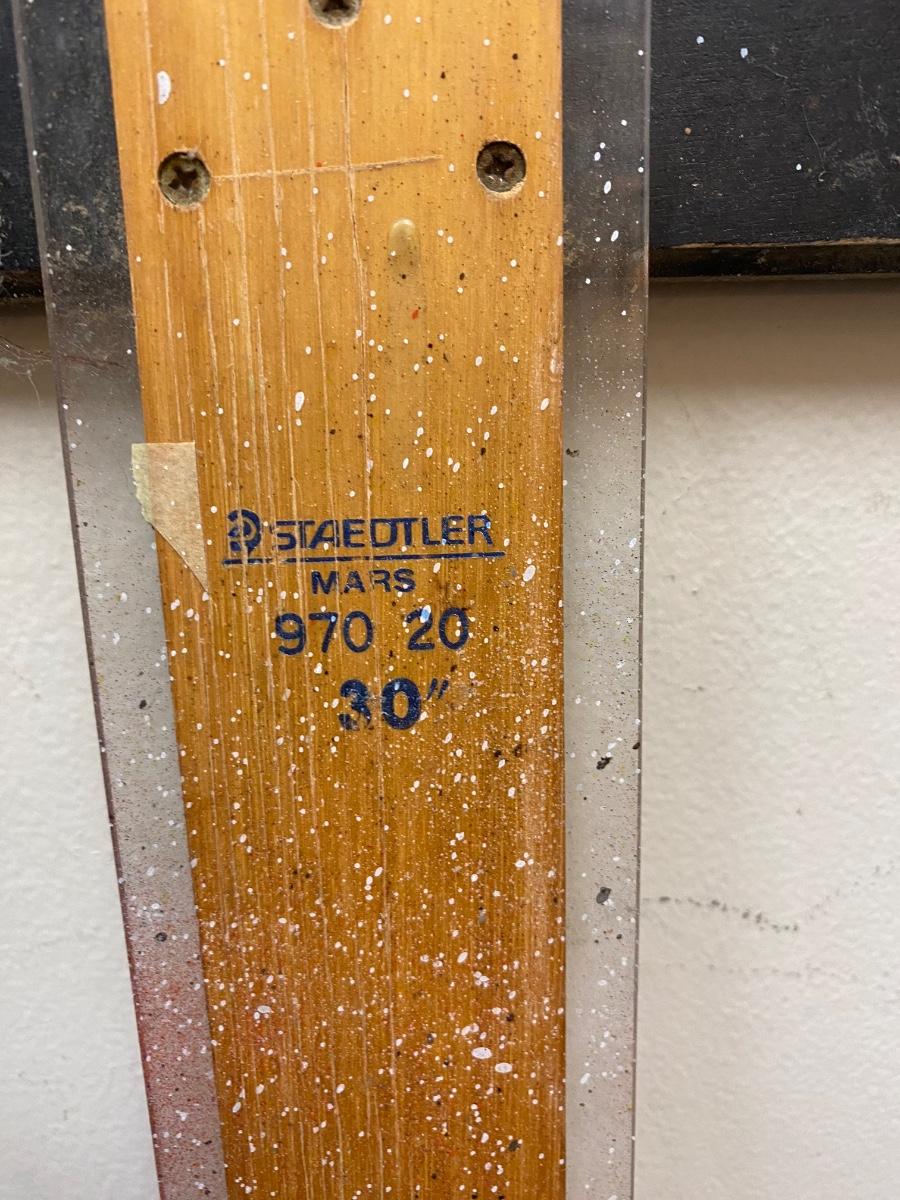 STAEDTLER
MARS
970 20
30"